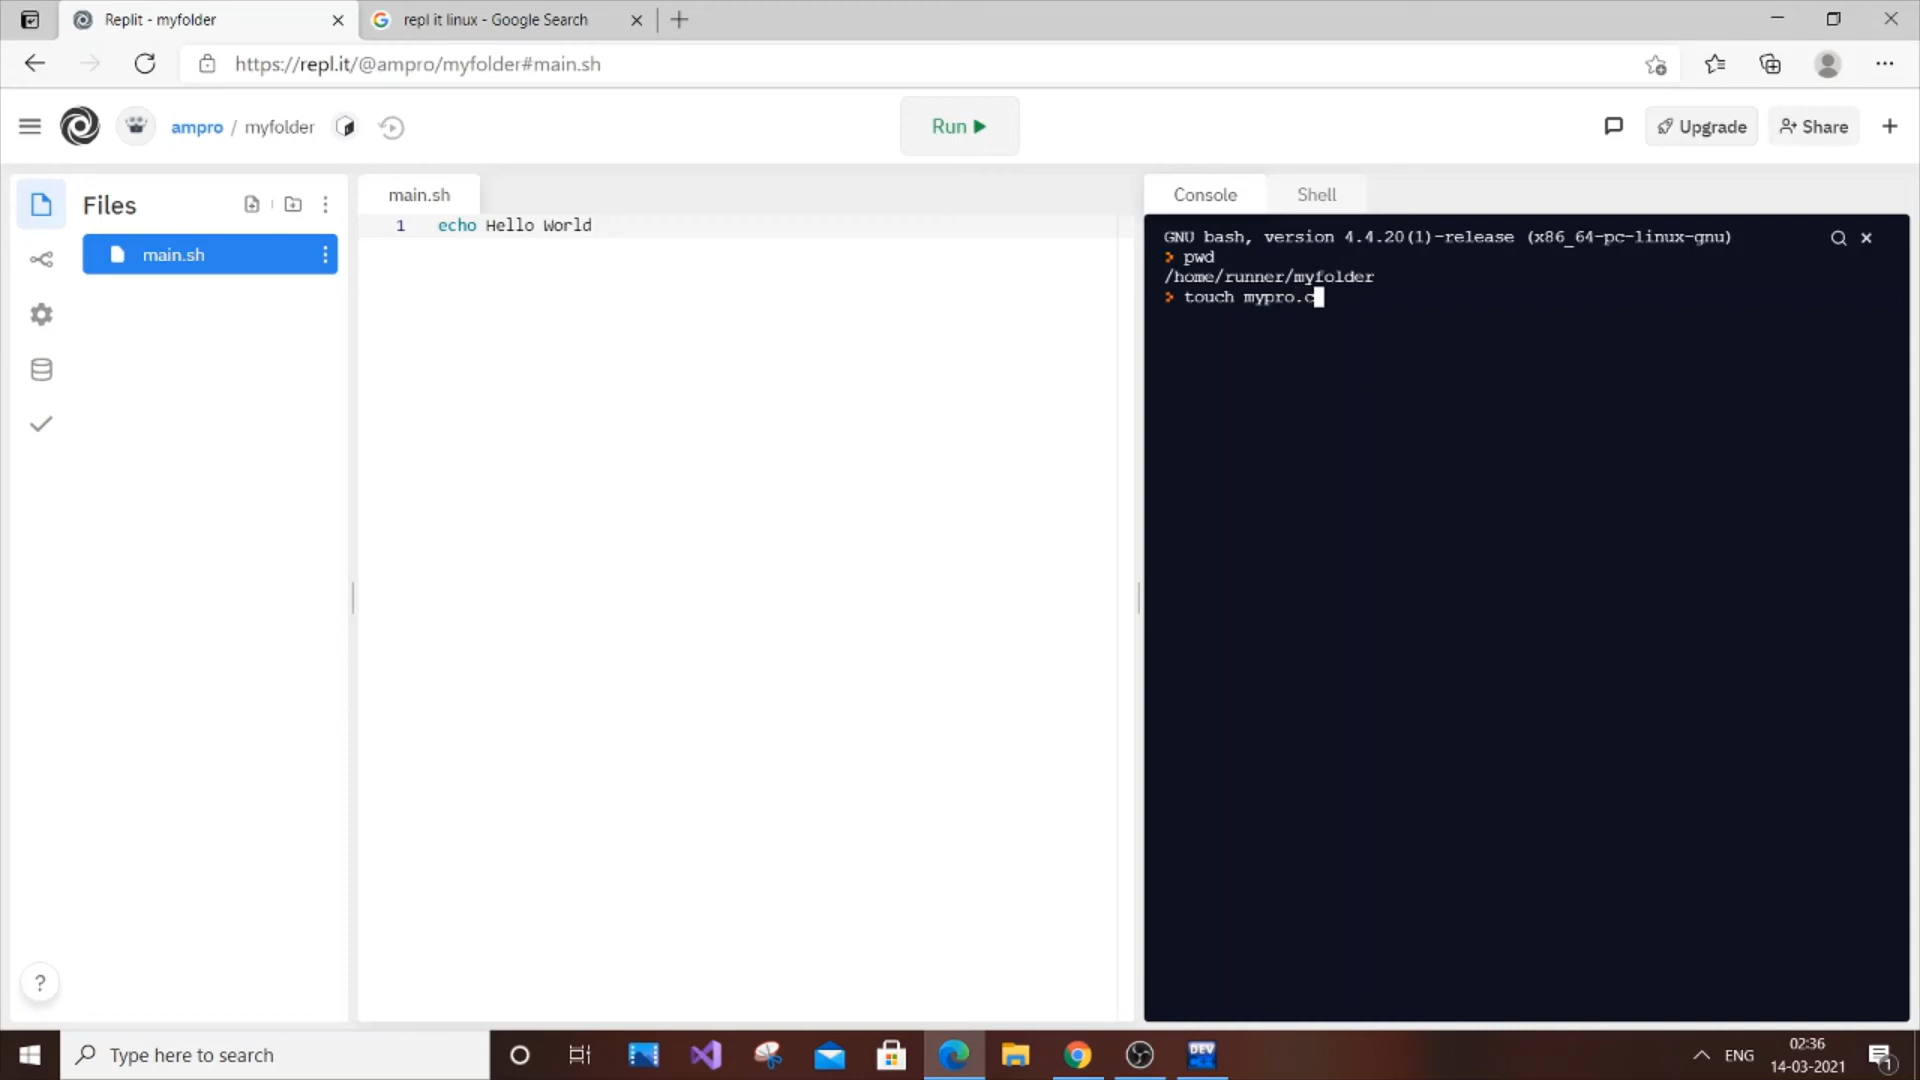 Replit - myfolder
repl it linux - Google Search
https://repl.it/@ampro/myfolder#main.sh
ampro / myfolder
Run
Upgrade
Share
Files
main.sh
main.sh
1 echo Hello World
Console
Shell
GNU bash, version 4.4.20(1)-release (x86_64-pc-linux-gnu)
> pwd
/home/runner/myfolder
> touch mypro.c
?
Type here to search
DEV
ENG
02:36
14-03-2021
1